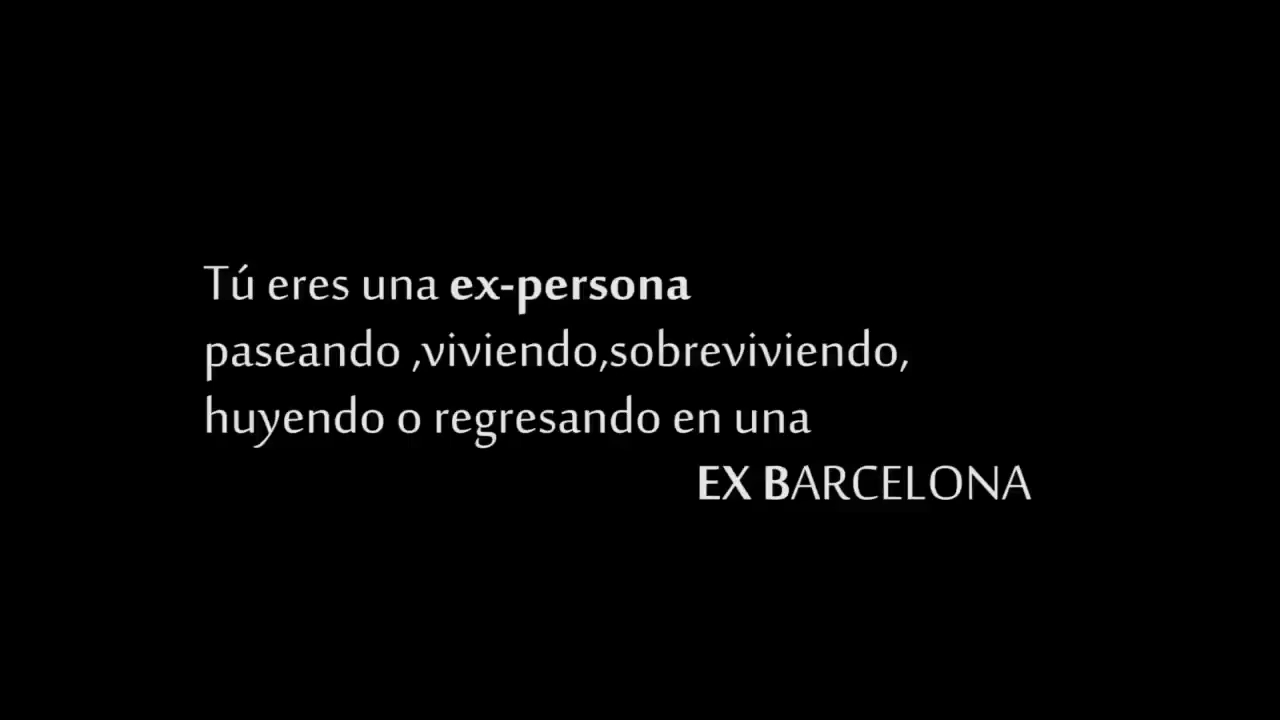 Tú eres una ex-persona
paseando ,viviendo,sobreviviendo,
huyendo o regresando en una
EX BARCELONA